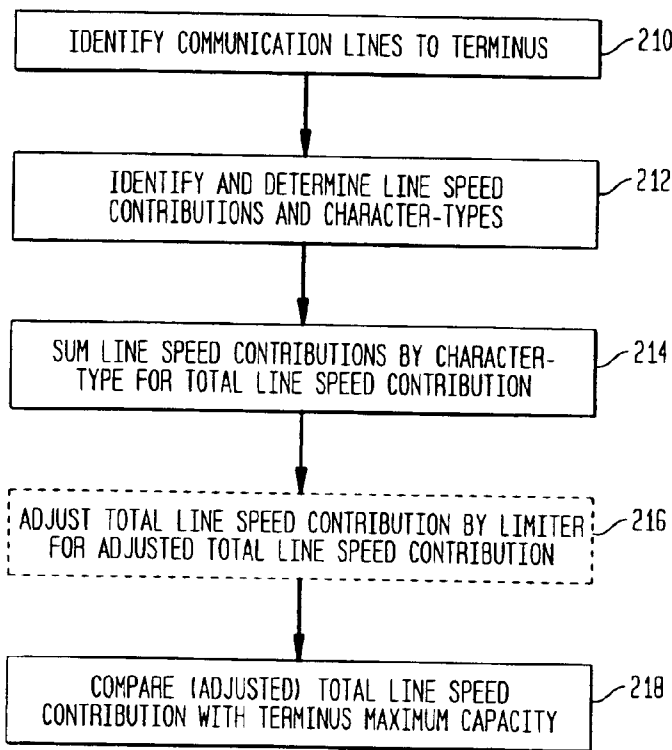 IDENTIFY COMMUNICATION LINES TO TERMINUS
210
IDENTIFY AND DETERMINE LINE SPEED
CONTRIBUTIONS AND CHARACTER-TYPES
212
SUM LINE SPEED CONTRIBUTIONS BY CHARACTER-
TYPE FOR TOTAL LINE SPEED CONTRIBUTION
214
ADJUST TOTAL LINE SPEED CONTRIBUTION BY LIMITER
FOR ADJUSTED TOTAL LINE SPEED CONTRIBUTION
216
COMPARE (ADJUSTED) TOTAL LINE SPEED
CONTRIBUTION WITH TERMINUS MAXIMUM CAPACITY
218